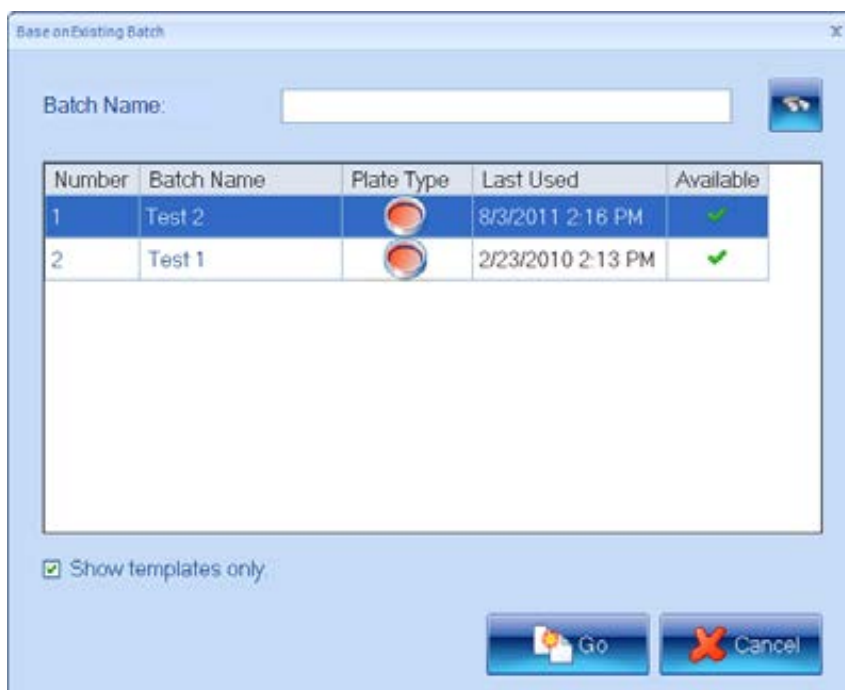 Base on Existing Batch x
Batch Name:
Number Batch Name Plate Type Last Used Available
1 Test 2 8/3/2011 2:16 PM
2 Test 1 2/23/2010 2:13 PM
Show templates only.
Go Cancel